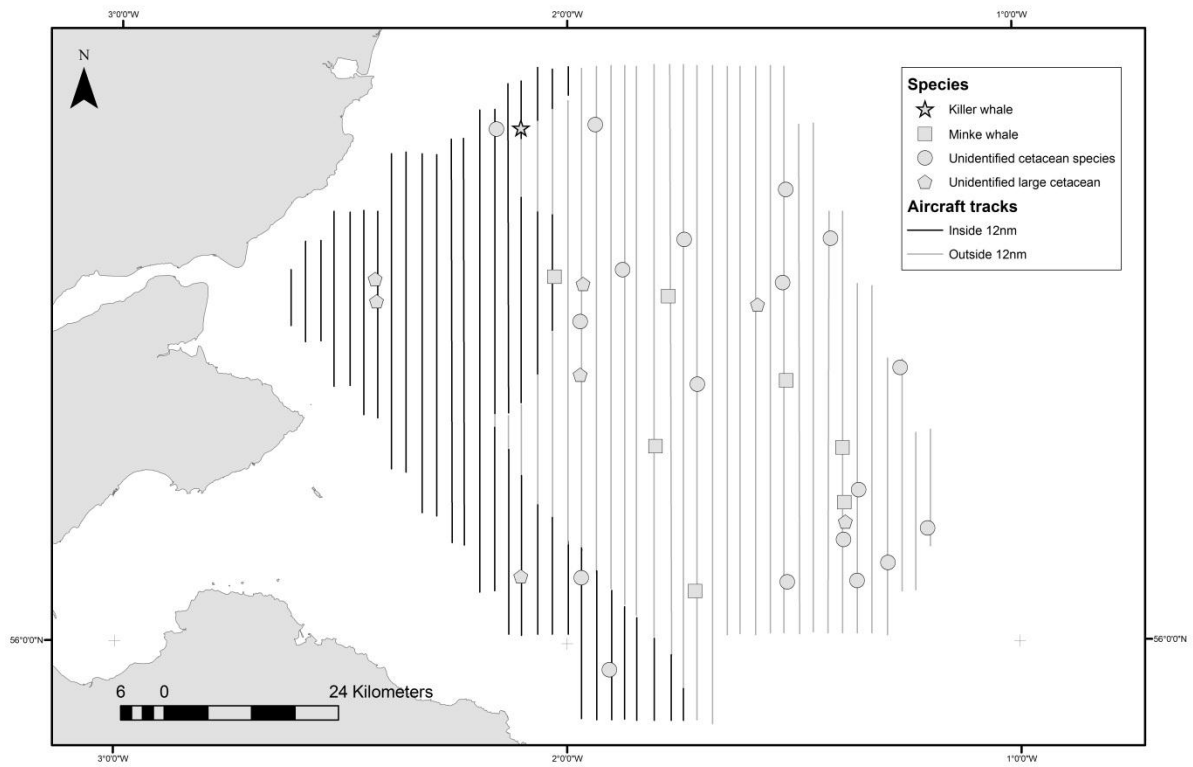 3°0'0"W 2°0'0"W 1°0'0"W
N
Species
Killer whale
Minke whale
Unidentified cetacean species
Unidentified large cetacean
Aircraft tracks
Inside 12nm
Outside 12nm
56°0'0"N 56°0'0"N
6 0 24 Kilometers
3°0'0"W 2°0'0"W 1°0'0"W